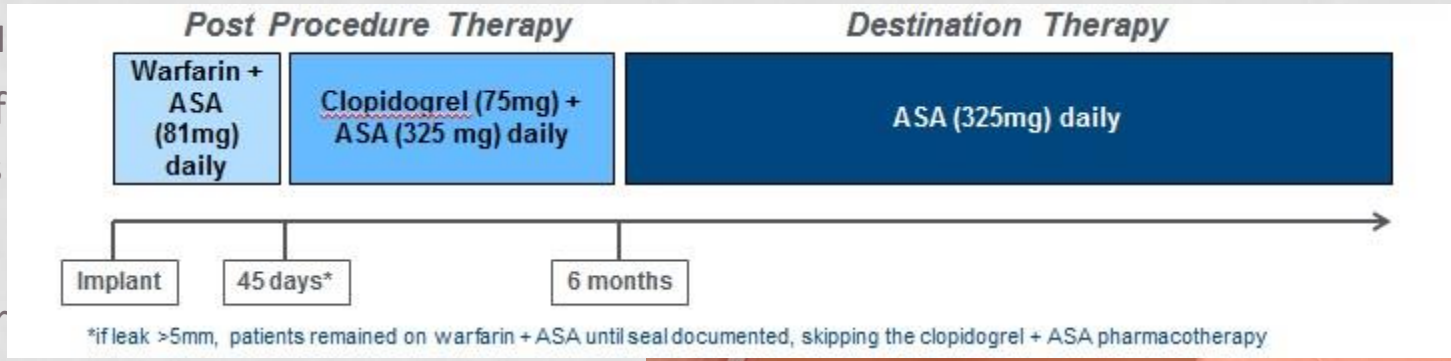 Post Procedure Therapy
Destination Therapy
Warfarin +
ASA
(81mg)
daily
Clopidogrel (75mg) +
ASA (325 mg) daily
ASA (325mg) daily
Implant
45 days*
6 months
*if leak >5mm, patients remained on warfarin + ASA until seal documented, skipping the clopidogrel + ASA pharmacotherapy